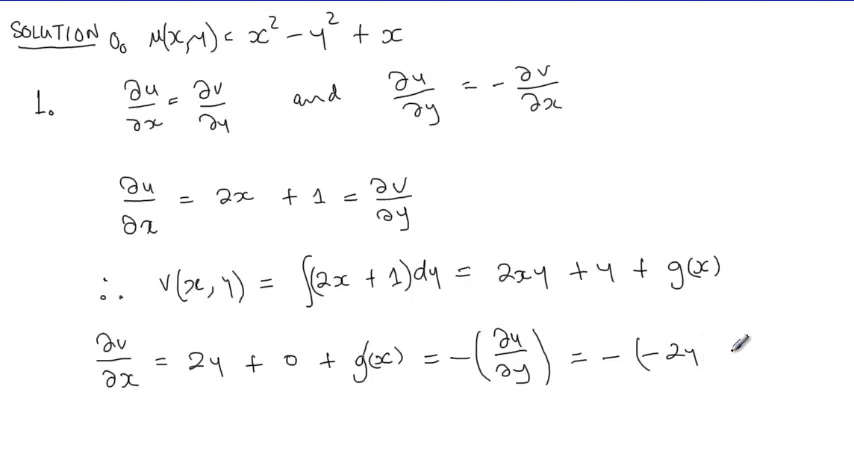 SOLUTION o. u(x,y) = x² - y² + x
1. ∂u/∂x = ∂v/∂y and ∂u/∂y = - ∂v/∂x
∂u/∂x = 2x + 1 = ∂v/∂y
∴ v(x,y) = ∫(2x + 1)dy = 2xy + y + g(x)
∂v/∂x = 2y + 0 + g'(x) = -(∂u/∂y) = - (-2y